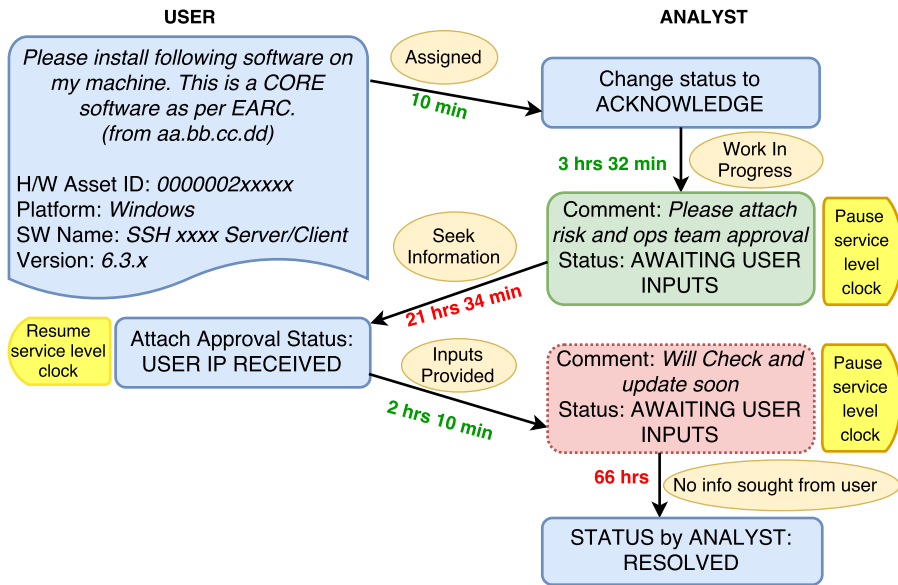 USER
ANALYST
Please install following software on
my machine. This is a CORE
software as per EARC.
(from aa.bb.cc.dd)
H/W Asset ID: 0000002xxxxx
Platform: Windows
SW Name: SSH xxxx Server/Client
Version: 6.3.x
Assigned
10 min
Change status to
ACKNOWLEDGE
3 hrs 32 min
Work In
Progress
Comment: Please attach
risk and ops team approval
Status: AWAITING USER
INPUTS
Pause
service
level
clock
Seek
Information
21 hrs 34 min
Resume
service level
clock
Attach Approval Status:
USER IP RECEIVED
Inputs
Provided
2 hrs 10 min
Comment: Will Check and
update soon
Status: AWAITING USER
INPUTS
Pause
service
level
clock
66 hrs
No info sought from user
STATUS by ANALYST:
RESOLVED